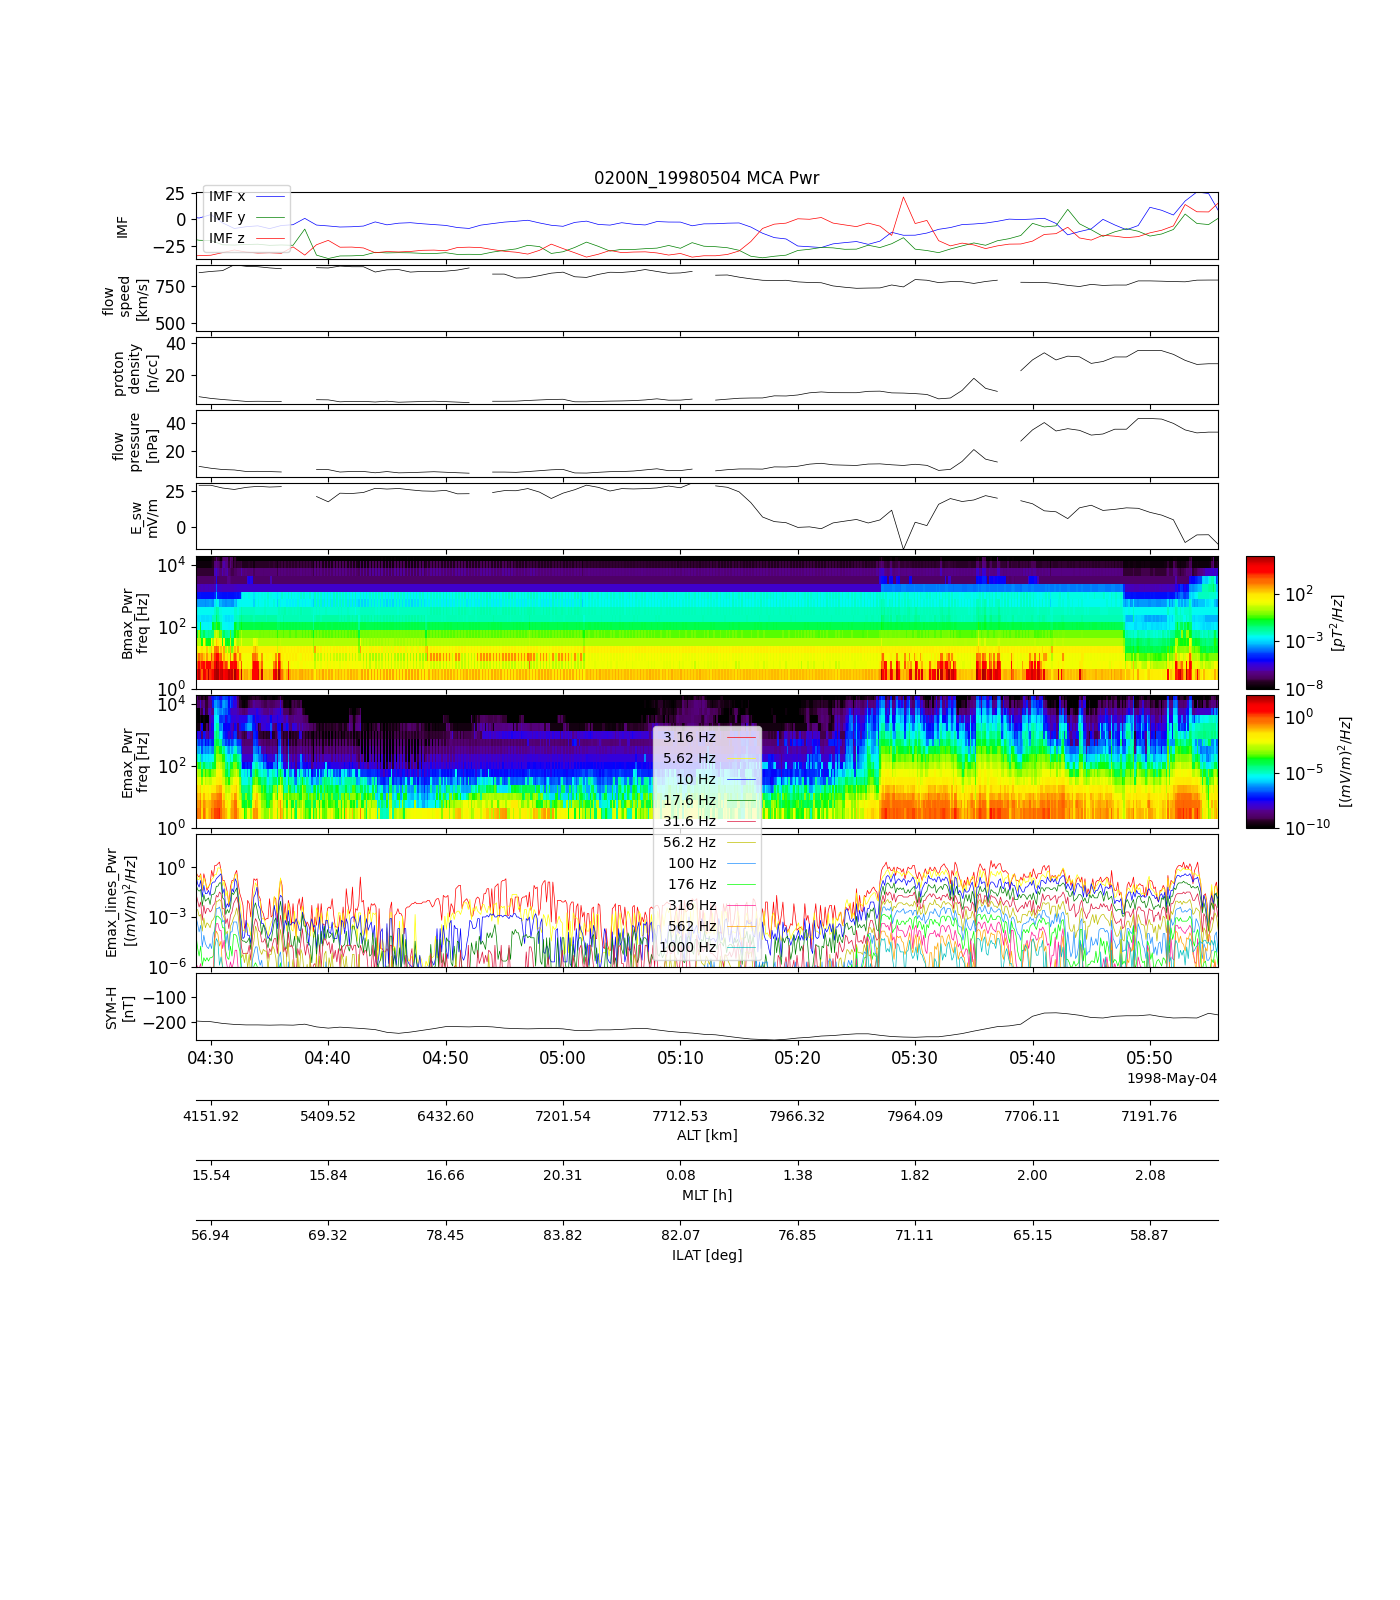 0200N_19980504 MCA Pwr
25
0
−25
IMF
IMF x
IMF y
IMF z
750
500
flow
speed
[km/s]
40
20
proton
density
[n/cc]
40
20
flow
pressure
[nPa]
25
0
E_sw
mV/m
10^4
10^2
10^0
Bmax_Pwr
freq [Hz]
10^2
10^−3
10^−8
[pT^2/Hz]
10^4
10^2
10^0
Emax_Pwr
freq [Hz]
10^0
10^−5
10^−10
[(mV/m)^2/Hz]
3.16 Hz
5.62 Hz
10 Hz
17.6 Hz
31.6 Hz
56.2 Hz
100 Hz
176 Hz
316 Hz
562 Hz
1000 Hz
10^0
10^−3
10^−6
Emax_lines_Pwr
[(mV/m)^2/Hz]
−100
−200
SYM-H
[nT]
04:30 04:40 04:50 05:00 05:10 05:20 05:30 05:40 05:50
1998-May-04
4151.92 5409.52 6432.60 7201.54 7712.53 7966.32 7964.09 7706.11 7191.76
ALT [km]
15.54 15.84 16.66 20.31 0.08 1.38 1.82 2.00 2.08
MLT [h]
56.94 69.32 78.45 83.82 82.07 76.85 71.11 65.15 58.87
ILAT [deg]